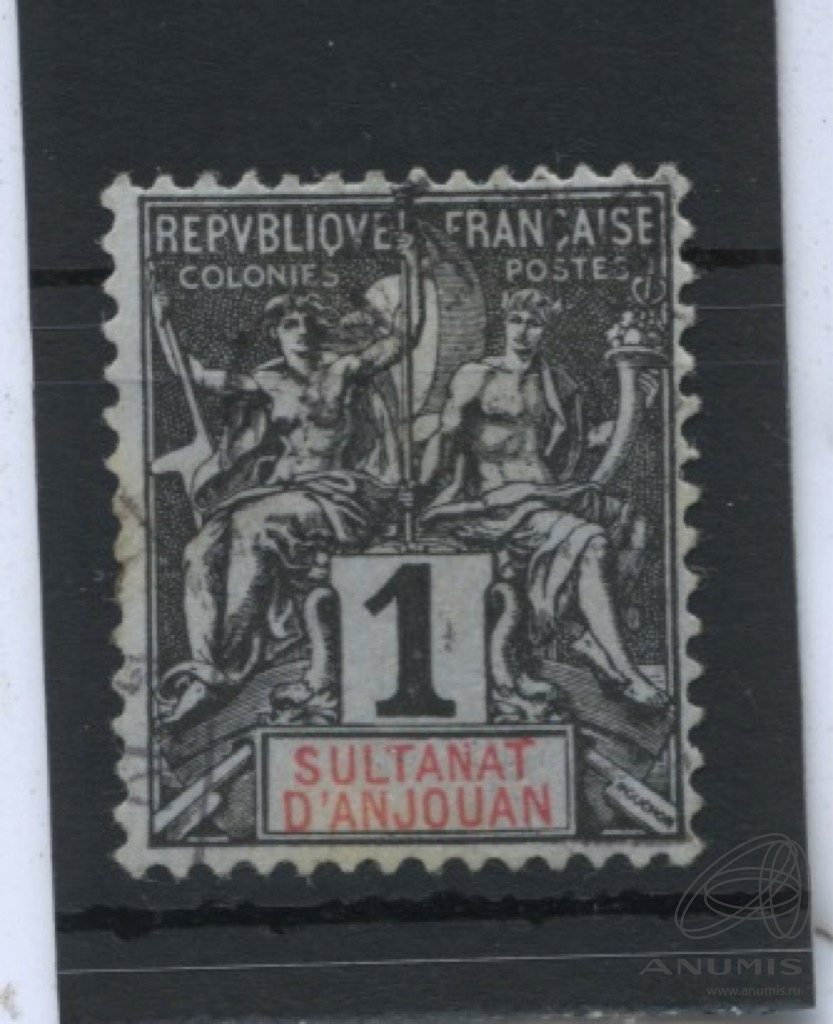 REPVBLIQVE FRANÇAISE
COLONIES POSTES
1
SULTANAT
D'ANJOUAN
ANUMIS
www.anumis.ru